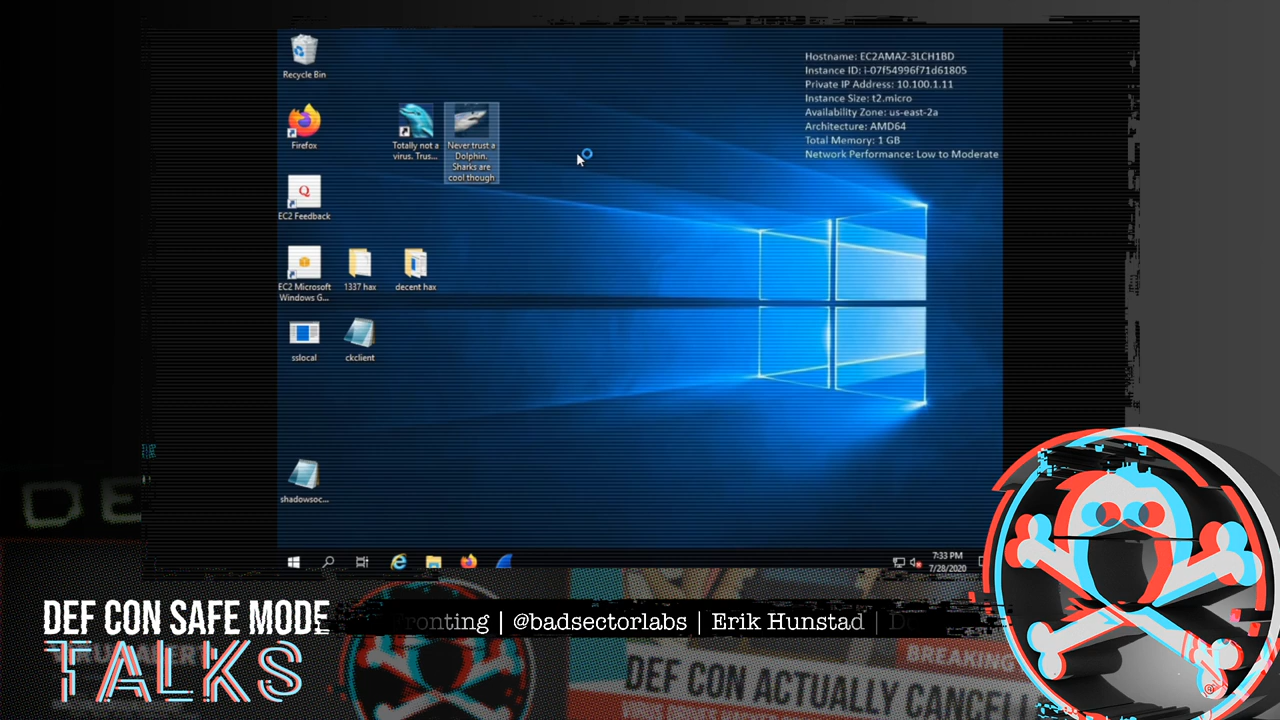 Recycle Bin
Hostname: EC2AMAZ-3LCH1BD
Instance ID: i-07f54996f71d61805
Private IP Address: 10.100.1.11
Instance Size: t2.micro
Availability Zone: us-east-2a
Architecture: AMD64
Total Memory: 1 GB
Network Performance: Low to Moderate
Firefox
Totally not a
virus. Trus...
Never trust a
Dolphin.
Sharks are
cool though
EC2 Feedback
EC2 Microsoft
Windows G...
1337 hax
decent hax
sslocal
ckclient
shadowsoc...
7:33 PM
7/28/2020
DEF CON SAFE MODE
TALKS
ronting | @badsectorlabs | Erik Hunstad | D
BREAKING
DEF CON ACTUALLY CANCELL